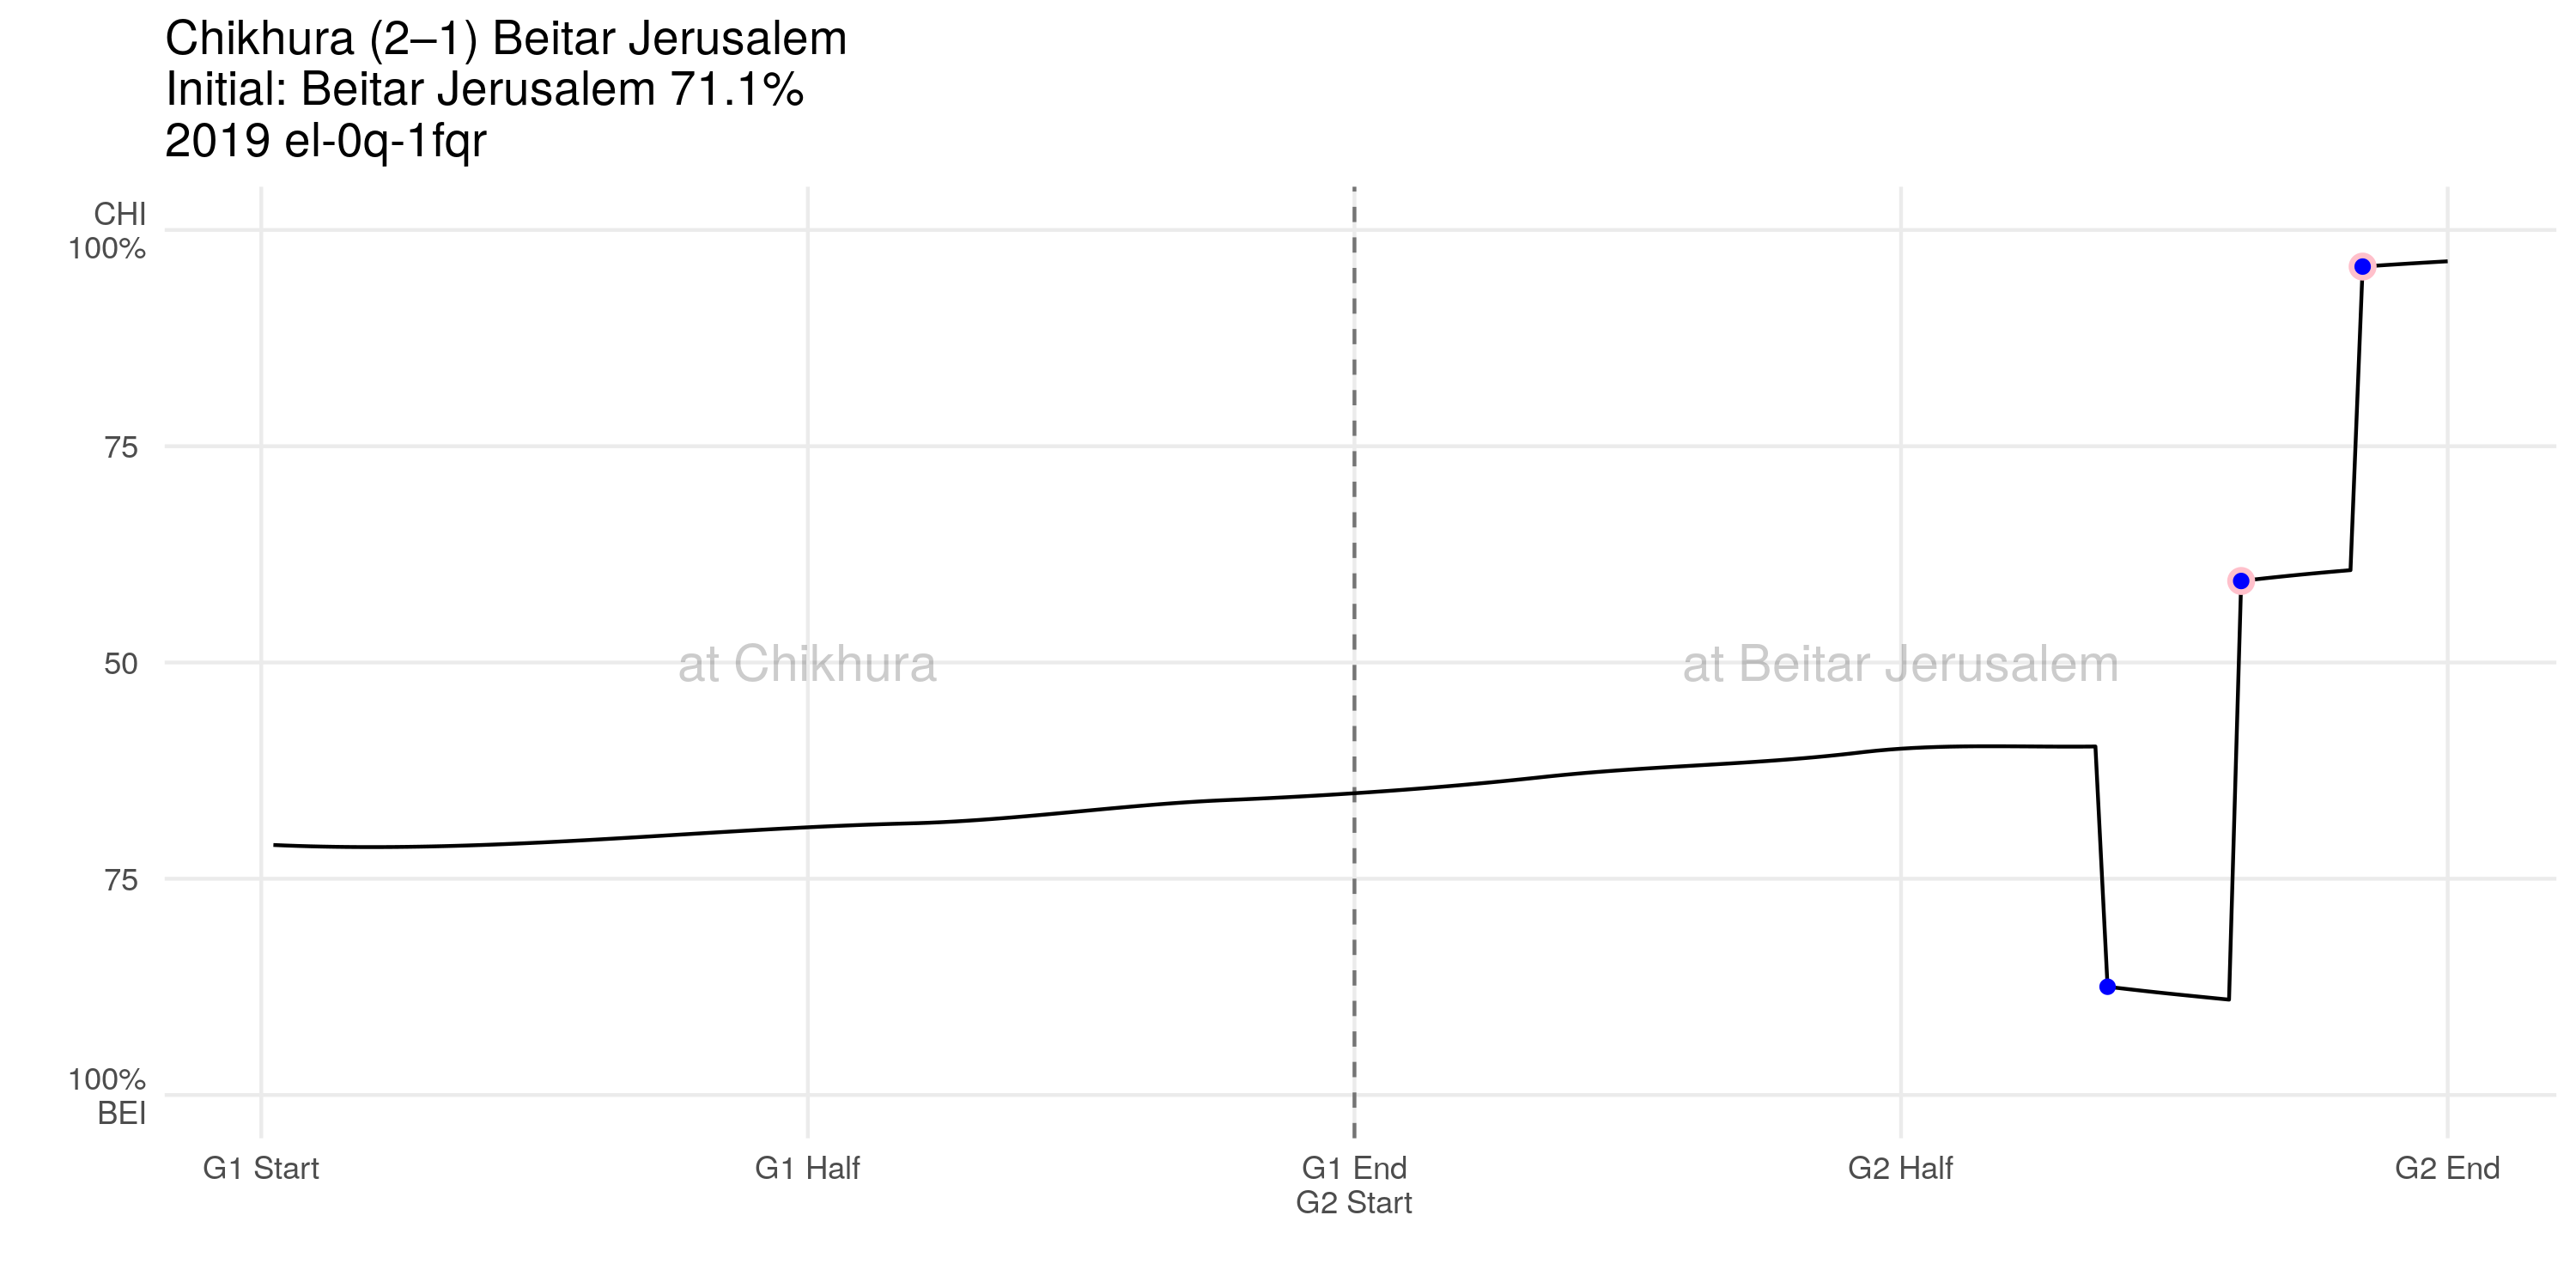 Chikhura (2–1) Beitar Jerusalem
Initial: Beitar Jerusalem 71.1%
2019 el-0q-1fqr
CHI
100%
75
50
75
100%
BEI
at Chikhura
at Beitar Jerusalem
G1 Start
G1 Half
G1 End
G2 Start
G2 Half
G2 End